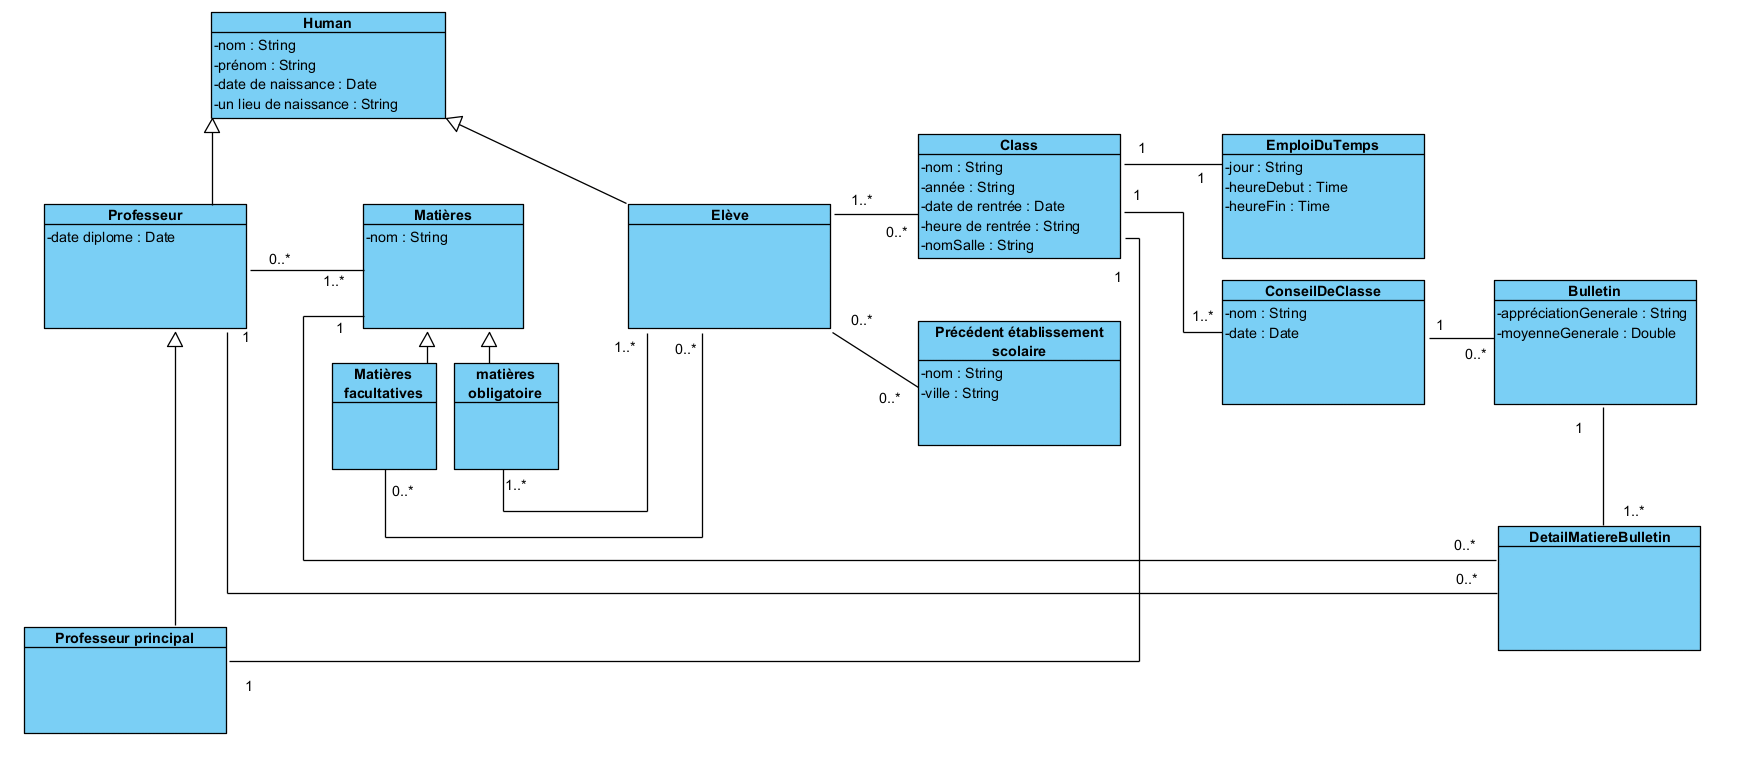 Human
-nom : String
-prénom : String
-date de naissance : Date
-un lieu de naissance : String
Professeur
-date diplome : Date
Matières
-nom : String
Elève
Class
-nom : String
-année : String
-date de rentrée : Date
-heure de rentrée : String
-nomSalle : String
EmploiDuTemps
-jour : String
-heureDebut : Time
-heureFin : Time
1
1
1
1..*
0..*
0..*
1..*
1
1
1
ConseilDeClasse
-nom : String
-date : Date
1..*
Bulletin
-appréciationGenerale : String
-moyenneGenerale : Double
1
0..*
Précédent établissement
scolaire
-nom : String
-ville : String
0..*
0..*
1..*
0..*
Matières
facultatives
matières
obligatoire
0..*
1..*
1
1..*
DetailMatiereBulletin
0..*
0..*
Professeur principal
1